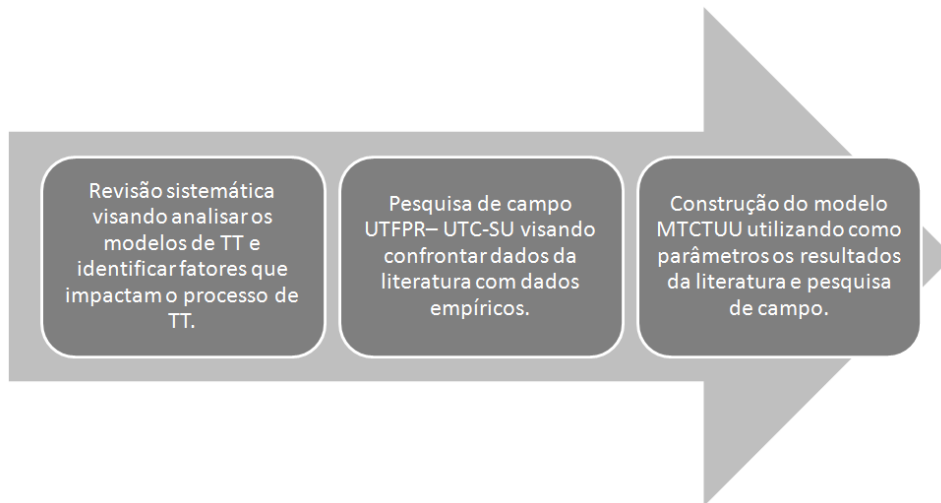 Revisão sistemática
visando analisar os
modelos de TT e
identificar fatores que
impactam o processo de
TT.
Pesquisa de campo
UTFPR– UTC-SU visando
confrontar dados da
literatura com dados
empíricos.
Construção do modelo
MTCTUU utilizando como
parâmetros os resultados
da literatura e pesquisa
de campo.